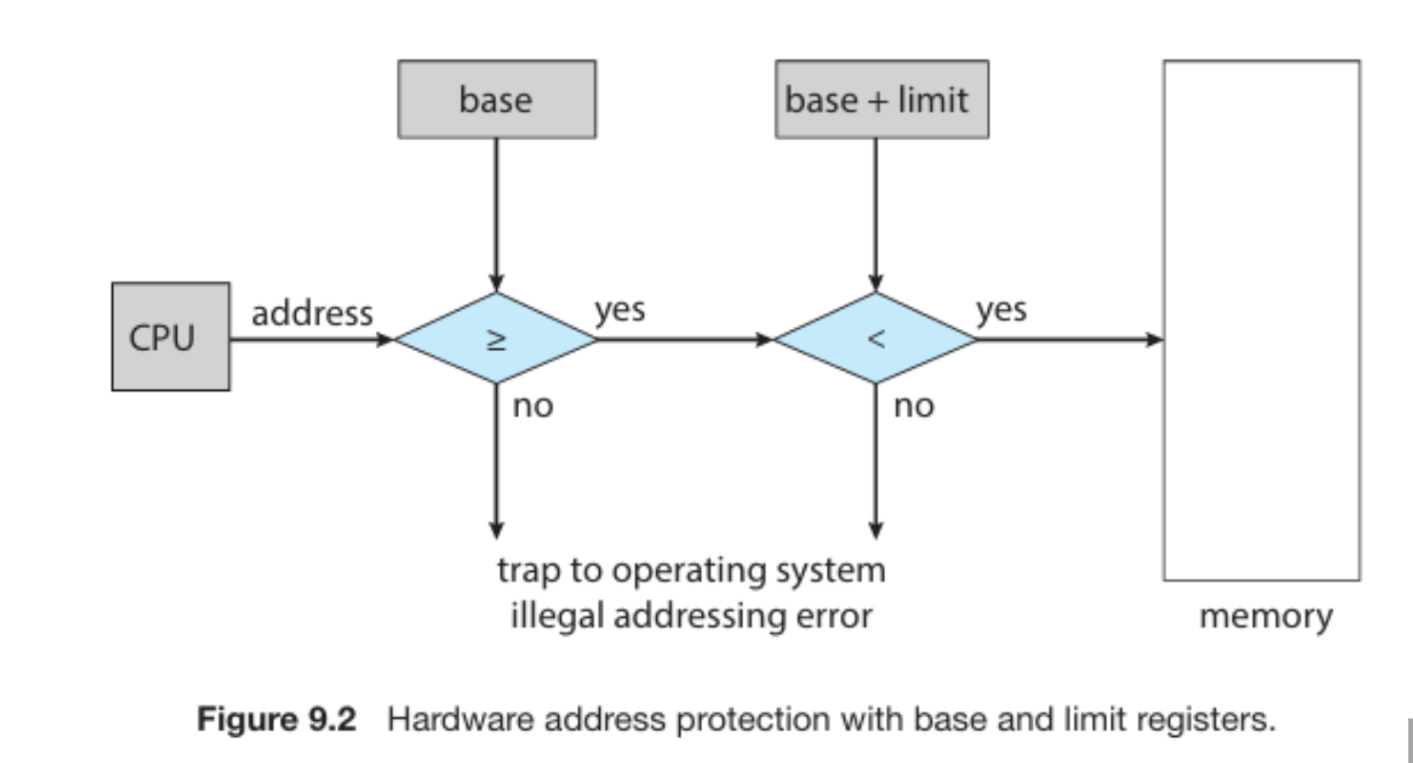 base
base + limit
CPU
address
≥
yes
<
yes
no
no
trap to operating system
illegal addressing error
memory
Figure 9.2 Hardware address protection with base and limit registers.